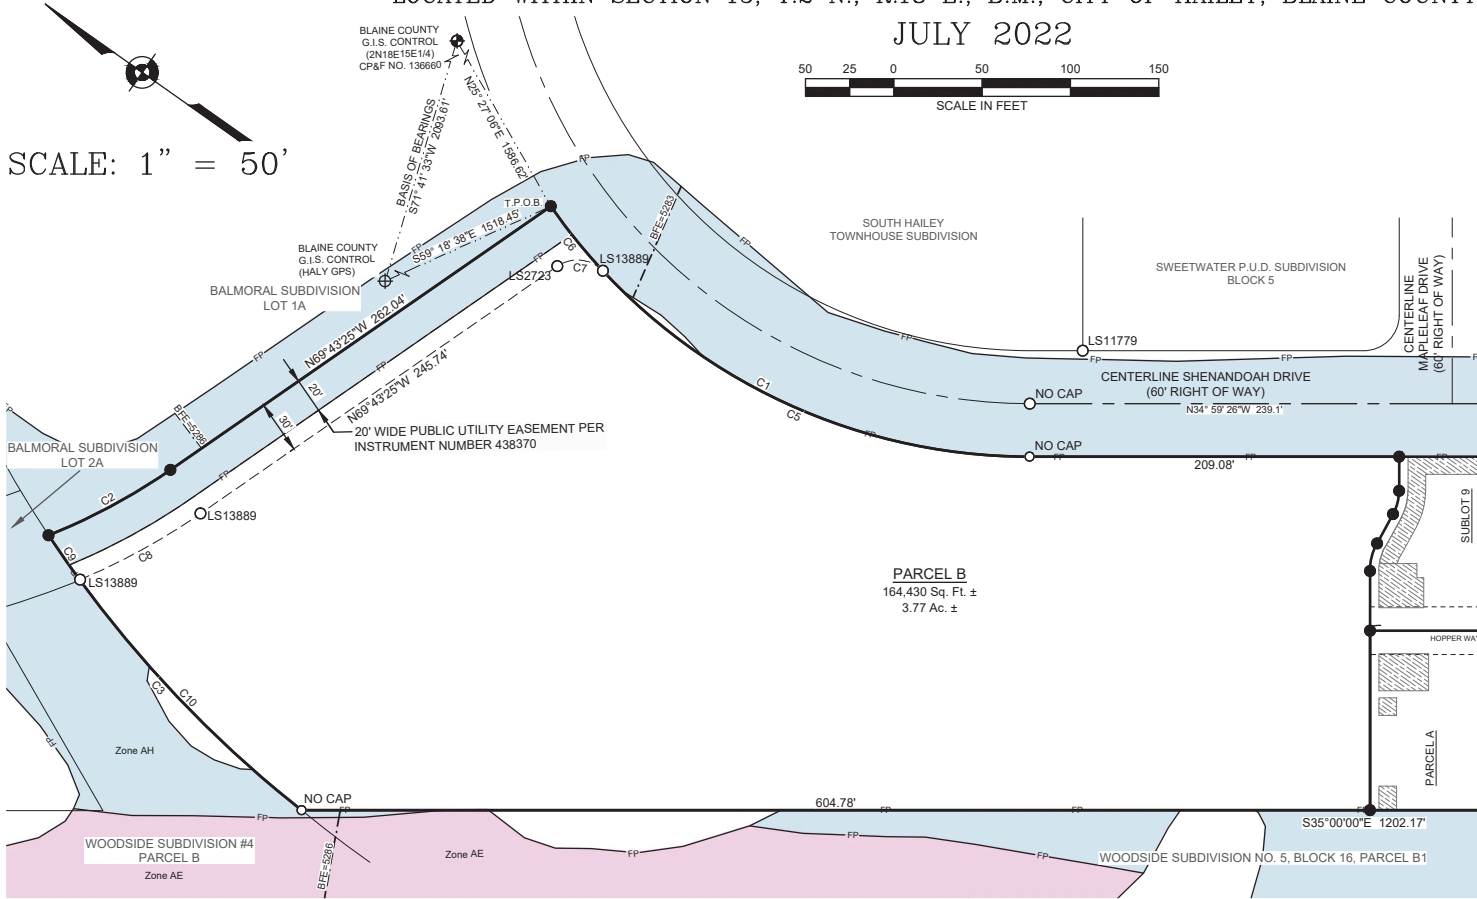 JULY 2022
50 25 0 50 100 150
SCALE IN FEET
SCALE: 1" = 50'
BLAINE COUNTY
G.I.S. CONTROL
(2N18E15E1/4)
CP&F NO. 136660
N25° 27' 06"E 1586.62'
BASIS OF BEARINGS
S71° 41' 33"W 2093.61'
T.P.O.B.
S59° 18' 38"E 1518.45'
BLAINE COUNTY
G.I.S. CONTROL
(HALY GPS)
BALMORAL SUBDIVISION
LOT 1A
LS2723
C6
C7
LS13889
BFE=5283
FP
SOUTH HAILEY
TOWNHOUSE SUBDIVISION
SWEETWATER P.U.D. SUBDIVISION
BLOCK 5
CENTERLINE
MAPLELEAF DRIVE
(60' RIGHT OF WAY)
LS11779
CENTERLINE SHENANDOAH DRIVE
(60' RIGHT OF WAY)
N34° 59' 26"W 239.1'
NO CAP
NO CAP
209.08'
N69°43'25"W 262.04'
N69°43'25"W 245.74'
20'
30'
20' WIDE PUBLIC UTILITY EASEMENT PER
INSTRUMENT NUMBER 438370
C1
C5
BFE=5286
BALMORAL SUBDIVISION
LOT 2A
C2
LS13889
C8
C9
LS13889
PARCEL B
164,430 Sq. Ft. ±
3.77 Ac. ±
SUBLOT 9
HOPPER WA
PARCEL A
C3
C10
Zone AH
NO CAP
604.78'
S35°00'00"E 1202.17'
WOODSIDE SUBDIVISION #4
PARCEL B
Zone AE
BFE=5286
Zone AE
WOODSIDE SUBDIVISION NO. 5, BLOCK 16, PARCEL B1